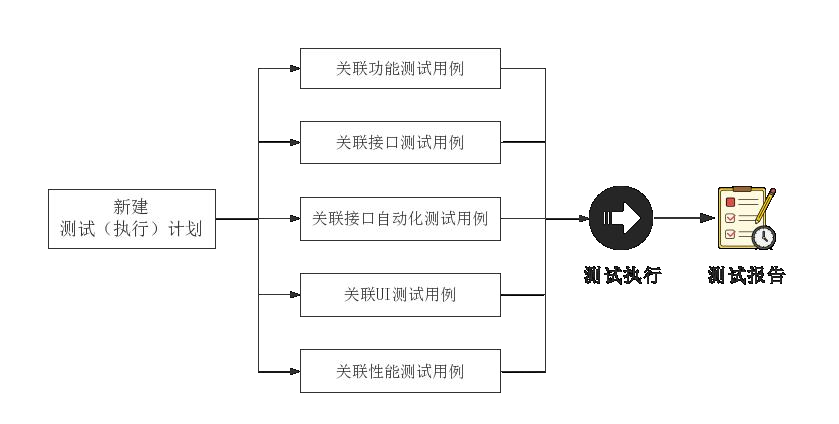 关联功能测试用例
关联接口测试用例
新建
测试（执行）计划
关联接口自动化测试用例
测试执行
测试报告
关联UI测试用例
关联性能测试用例